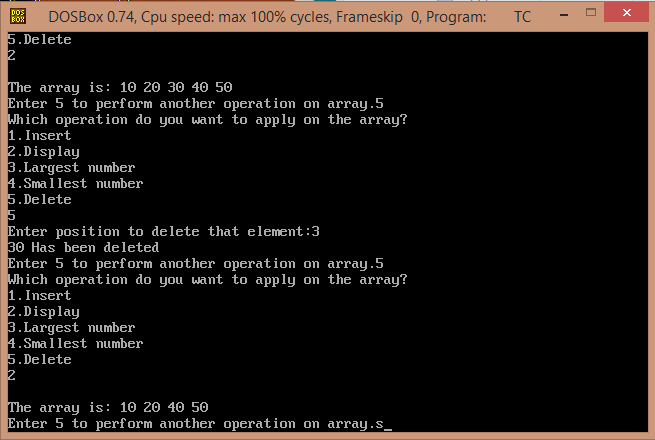 DOS BOX
DOSBox 0.74, Cpu speed: max 100% cycles, Frameskip 0, Program: TC
5.Delete
2
The array is: 10 20 30 40 50
Enter 5 to perform another operation on array.5
Which operation do you want to apply on the array?
1.Insert
2.Display
3.Largest number
4.Smallest number
5.Delete
5
Enter position to delete that element:3
30 Has been deleted
Enter 5 to perform another operation on array.5
Which operation do you want to apply on the array?
1.Insert
2.Display
3.Largest number
4.Smallest number
5.Delete
2
The array is: 10 20 40 50
Enter 5 to perform another operation on array.s_